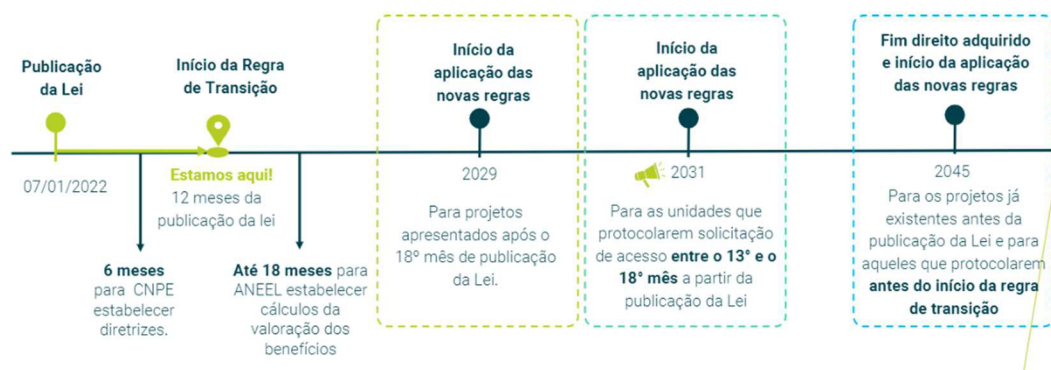 Publicação
da Lei
07/01/2022
6 meses
para CNPE
estabelecer
diretrizes.
Início da Regra
de Transição
Estamos aqui!
12 meses da
publicação da lei
Até 18 meses para
ANEEL estabelecer
cálculos da
valoração dos
benefícios
Início da
aplicação das
novas regras
2029
Para projetos
apresentados após o
18º mês de publicação
da Lei.
Início da
aplicação das
novas regras
2031
Para as unidades que
protocolarem solicitação
de acesso entre o 13° e o
18° mês a partir da
publicação da Lei
Fim direito adquirido
e início da aplicação
das novas regras
2045
Para os projetos já
existentes antes da
publicação da Lei e para
aqueles que protocolarem
antes do início da regra
de transição